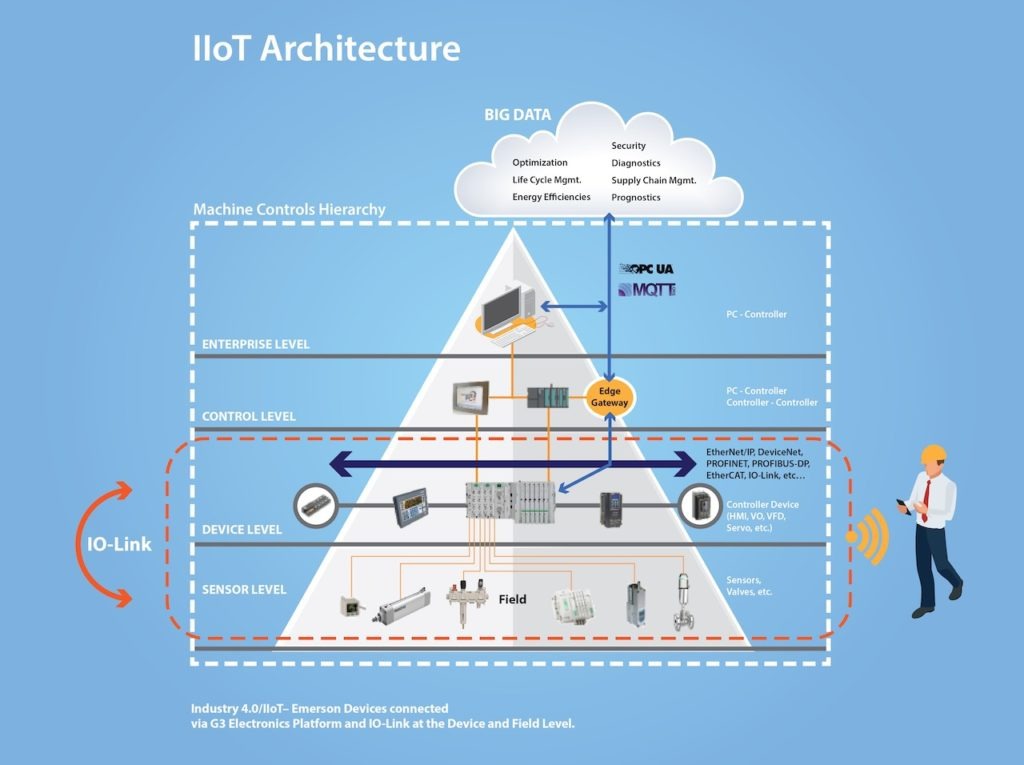 IIoT Architecture
BIG DATA
Security
Optimization
Diagnostics
Life Cycle Mgmt.
Supply Chain Mgmt.
Energy Efficiencies
Prognostics
Machine Controls Hierarchy
OPC UA
MQTT
PC - Controller
ENTERPRISE LEVEL
Edge
Gateway
PC - Controller
Controller - Controller
CONTROL LEVEL
EtherNet/IP, DeviceNet,
PROFINET, PROFIBUS-DP,
EtherCAT, IO-Link, etc...
Controller Device
(HMI, VO, VFD,
Servo, etc.)
DEVICE LEVEL
IO-Link
SENSOR LEVEL
Field
Sensors,
Valves, etc.
Industry 4.0/IIoT– Emerson Devices connected
via G3 Electronics Platform and IO-Link at the Device and Field Level.